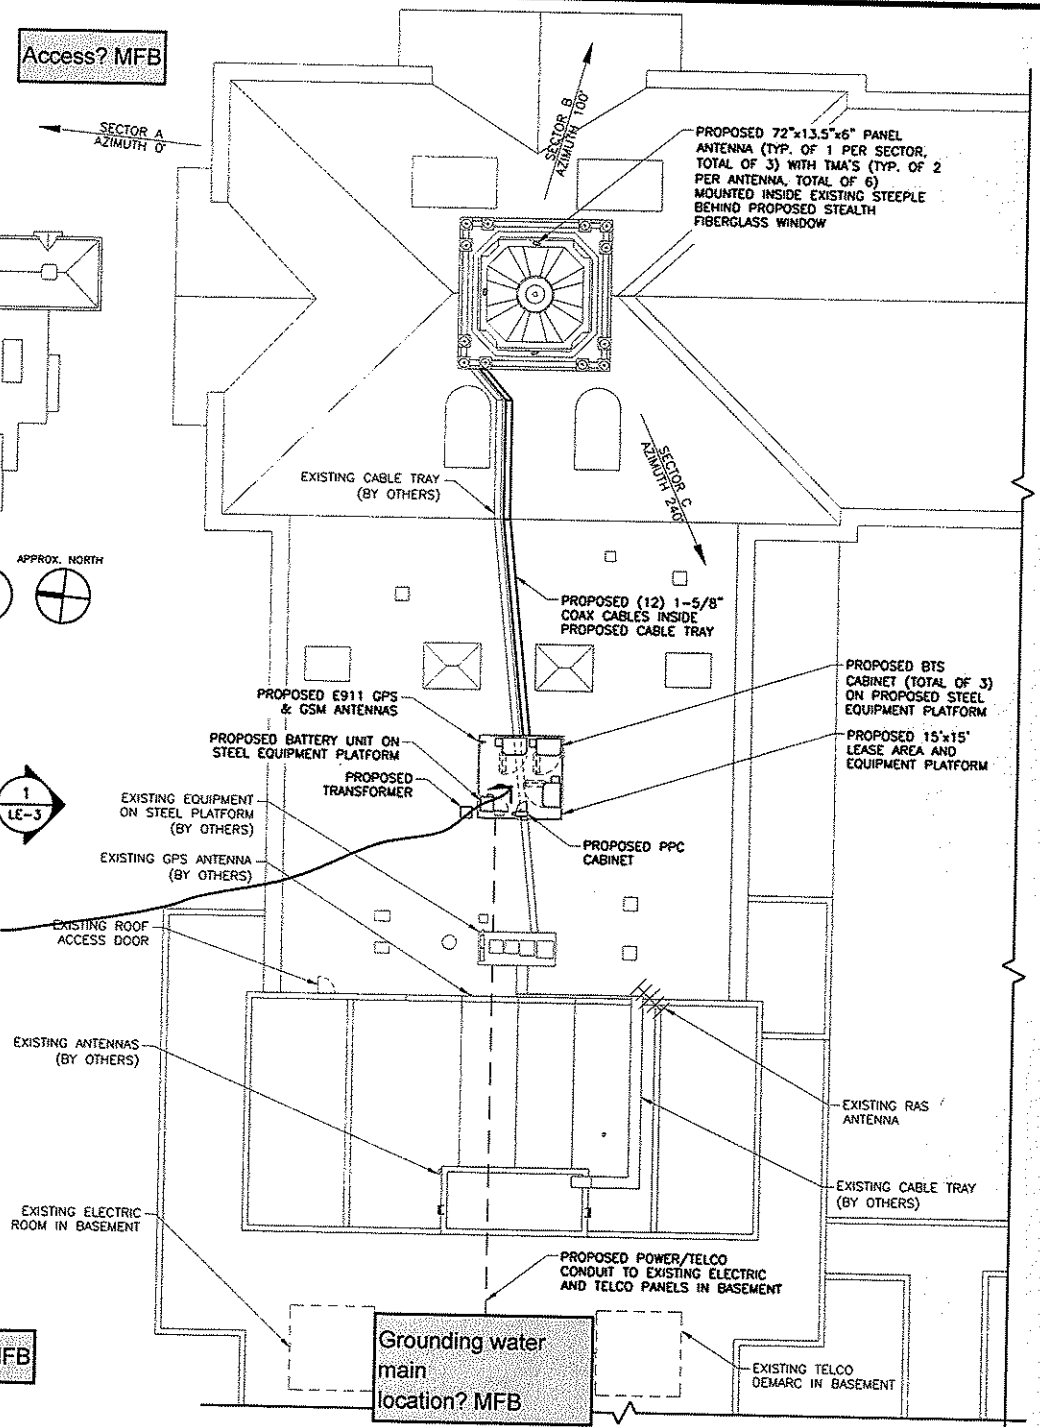 Access? MFB
SECTOR A
AZIMUTH 0'
SECTOR B
AZIMUTH 100'
PROPOSED 72"x13.5"x6" PANEL
ANTENNA (TYP. OF 1 PER SECTOR,
TOTAL OF 3) WITH TMA'S (TYP. OF 2
PER ANTENNA, TOTAL OF 6)
MOUNTED INSIDE EXISTING STEEPLE
BEHIND PROPOSED STEALTH
FIBERGLASS WINDOW
SECTOR C
AZIMUTH 240'
EXISTING CABLE TRAY
(BY OTHERS)
APPROX. NORTH
PROPOSED (12) 1-5/8"
COAX CABLES INSIDE
PROPOSED CABLE TRAY
PROPOSED E911 GPS
& GSM ANTENNAS
PROPOSED BTS
CABINET (TOTAL OF 3)
ON PROPOSED STEEL
EQUIPMENT PLATFORM
PROPOSED BATTERY UNIT ON
STEEL EQUIPMENT PLATFORM
PROPOSED 15'x15'
LEASE AREA AND
EQUIPMENT PLATFORM
PROPOSED
TRANSFORMER
1
LE-3
EXISTING EQUIPMENT
ON STEEL PLATFORM
(BY OTHERS)
PROPOSED PPC
CABINET
EXISTING GPS ANTENNA
(BY OTHERS)
EXISTING ROOF
ACCESS DOOR
EXISTING ANTENNAS
(BY OTHERS)
EXISTING RAS
ANTENNA
EXISTING CABLE TRAY
(BY OTHERS)
EXISTING ELECTRIC
ROOM IN BASEMENT
PROPOSED POWER/TELCO
CONDUIT TO EXISTING ELECTRIC
AND TELCO PANELS IN BASEMENT
FB
Grounding water
main
location? MFB
EXISTING TELCO
DEMARC IN BASEMENT